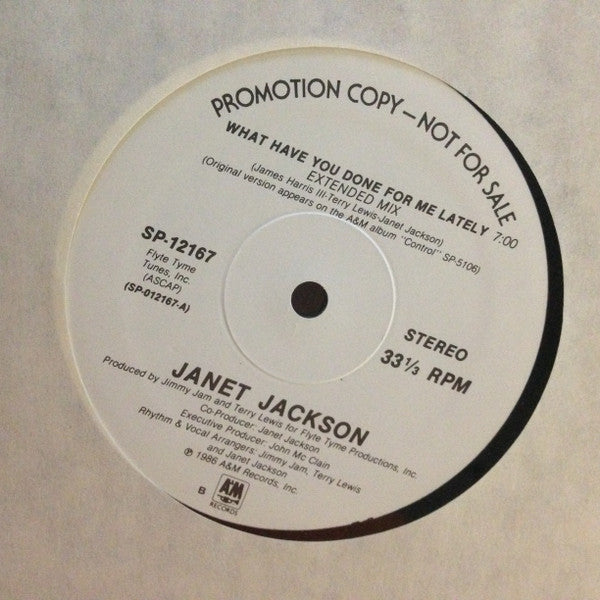 PROMOTION COPY—NOT FOR SALE
WHAT HAVE YOU DONE FOR ME LATELY 7:00
EXTENDED MIX
(James Harris III-Terry Lewis-Janet Jackson)
(Original version appears on the A&M album "Control" SP-5106)
SP-12167
Flyte Tyme
Tunes, Inc.
(ASCAP)
(SP-012167-A)
STEREO
33 1/3 RPM
JANET JACKSON
Produced by Jimmy Jam and Terry Lewis for Flyte Tyme Productions, Inc.
Co-Producer: Janet Jackson
Executive Producer: John Mc Clain
Rhythm & Vocal Arrangers: Jimmy Jam, Terry Lewis
and Janet Jackson
℗ 1986 A&M Records, Inc.
B
A&M
RECORDS